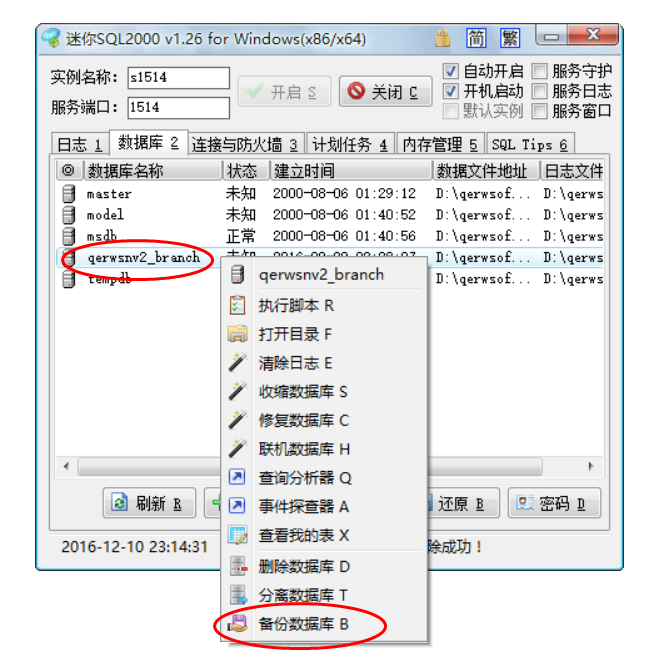 迷你SQL2000 v1.26 for Windows(x86/x64) 简 繁
实例名称: s1514 开启 S 关闭 C 自动开启 服务守护
服务端口: 1514 开机启动 服务日志
默认实例 服务窗口
日志 1 数据库 2 连接与防火墙 3 计划任务 4 内存管理 5 SQL Tips 6
数据库名称 状态 建立时间 数据文件地址 日志文件
master 未知 2000-08-06 01:29:12 D:\qerwsof... D:\qerws
model 未知 2000-08-06 01:40:52 D:\qerwsof... D:\qerws
msdb 正常 2000-08-06 01:40:56 D:\qerwsof... D:\qerws
qerwsnv2_branch D:\qerwsof... D:\qerws
tempdb D:\qerwsof... D:\qerws
qerwsnv2_branch
执行脚本 R
打开目录 F
清除日志 E
收缩数据库 S
修复数据库 C
联机数据库 H
查询分析器 Q
事件探查器 A
查看我的表 X
删除数据库 D
分离数据库 T
备份数据库 B
刷新 R 还原 B 密码 D
2016-12-10 23:14:31 除成功！